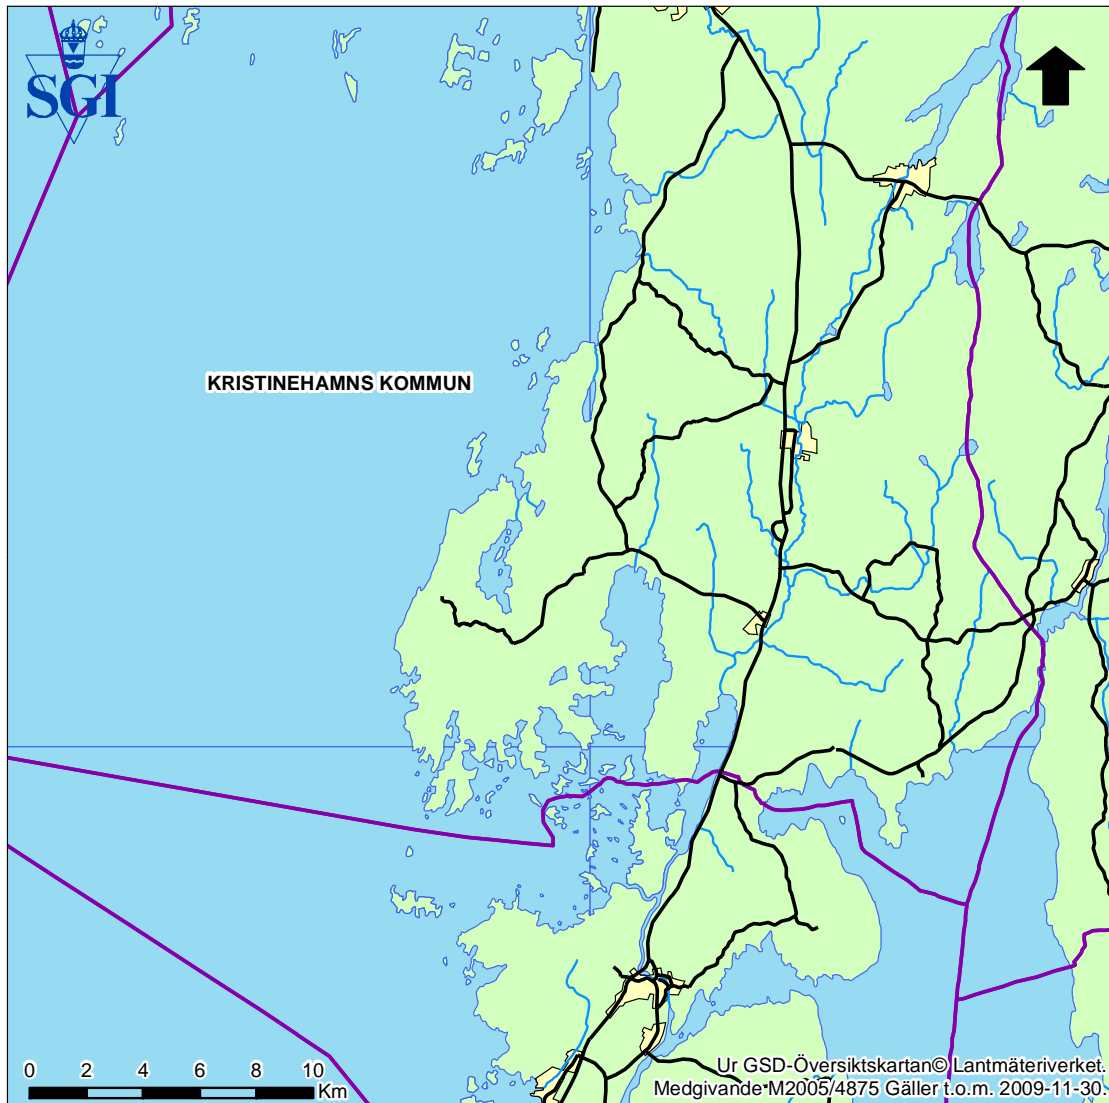 SGI
KRISTINEHAMNS KOMMUN
0 2 4 6 8 10
Km
Ur GSD-Översiktskartan© Lantmäteriverket.
Medgivande M2005/4875 Gäller t.o.m. 2009-11-30.